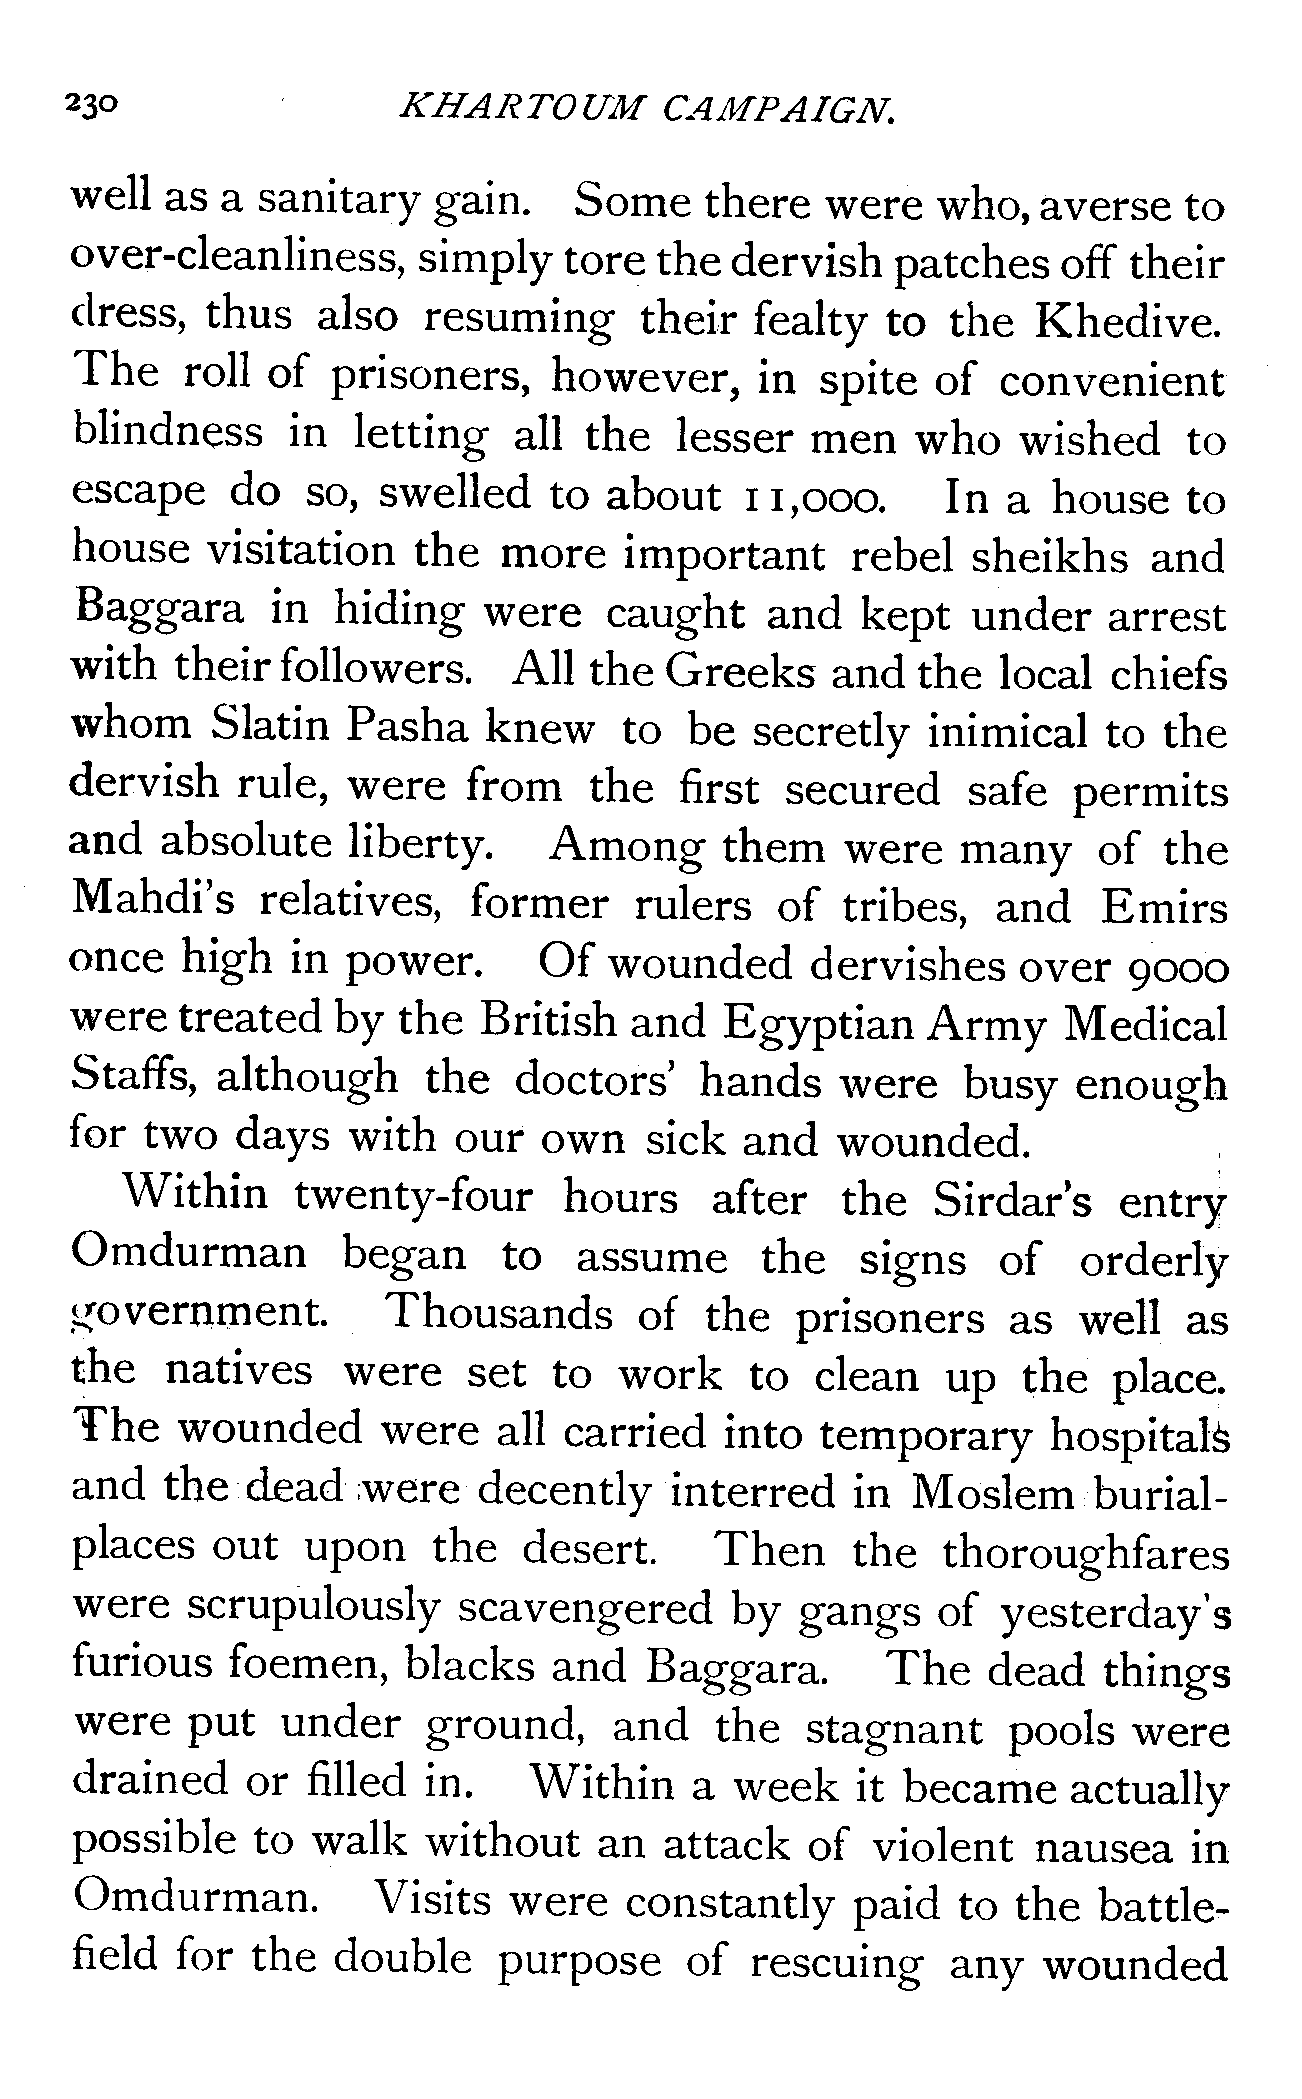 230 KHARTOUM CAMPAIGN.
well as a sanitary gain. Some there were who, averse to
over-cleanliness, simply tore the dervish patches off their
dress, thus also resuming their fealty to the Khedive.
The roll of prisoners, however, in spite of convenient
blindness in letting all the lesser men who wished to
escape do so, swelled to about 11,000. In a house to
house visitation the more important rebel sheikhs and
Baggara in hiding were caught and kept under arrest
with their followers. All the Greeks and the local chiefs
whom Slatin Pasha knew to be secretly inimical to the
dervish rule, were from the first secured safe permits
and absolute liberty. Among them were many of the
Mahdi's relatives, former rulers of tribes, and Emirs
once high in power. Of wounded dervishes over 9000
were treated by the British and Egyptian Army Medical
Staffs, although the doctors' hands were busy enough
for two days with our own sick and wounded.
Within twenty-four hours after the Sirdar's entry
Omdurman began to assume the signs of orderly
government. Thousands of the prisoners as well as
the natives were set to work to clean up the place.
The wounded were all carried into temporary hospitals
and the dead were decently interred in Moslem burial-
places out upon the desert. Then the thoroughfares
were scrupulously scavengered by gangs of yesterday's
furious foemen, blacks and Baggara. The dead things
were put under ground, and the stagnant pools were
drained or filled in. Within a week it became actually
possible to walk without an attack of violent nausea in
Omdurman. Visits were constantly paid to the battle-
field for the double purpose of rescuing any wounded